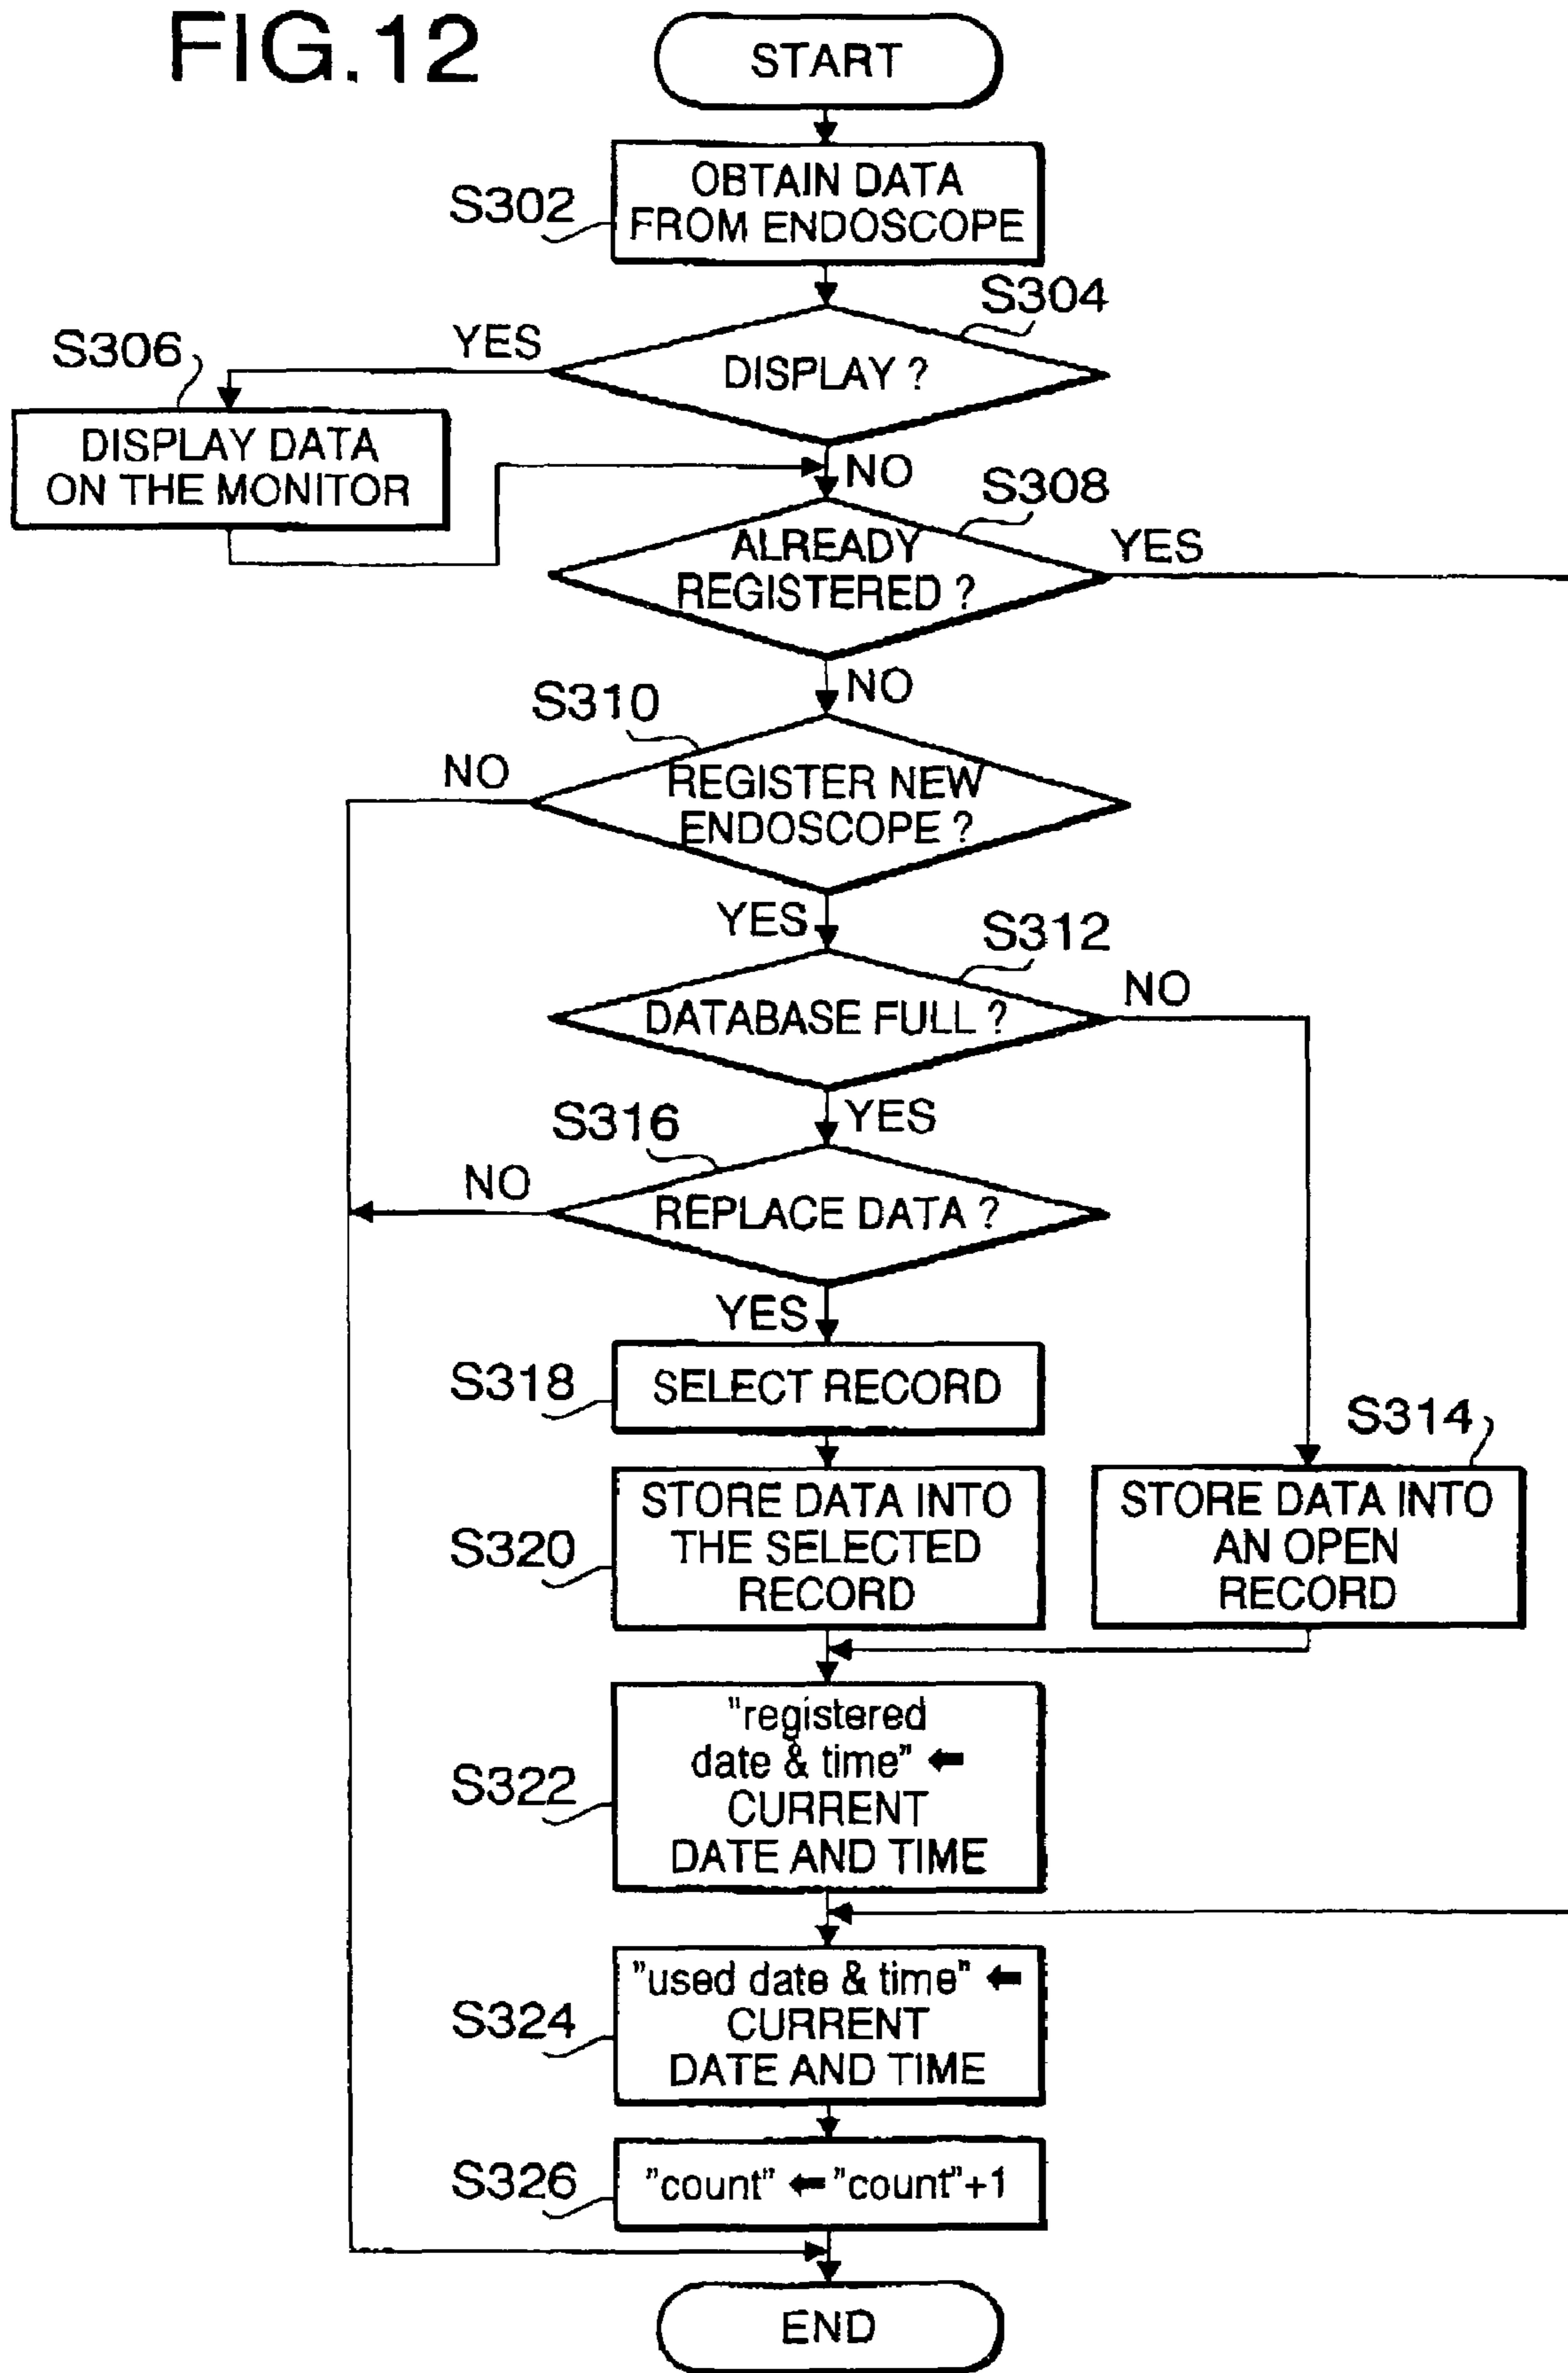 FIG.12
START
S302
OBTAIN DATA
FROM ENDOSCOPE
S304
DISPLAY ?
YES
S306
DISPLAY DATA
ON THE MONITOR
NO
S308
ALREADY
REGISTERED ?
YES
NO
S310
REGISTER NEW
ENDOSCOPE ?
NO
YES
S312
DATABASE FULL ?
NO
YES
S316
REPLACE DATA ?
NO
YES
S318
SELECT RECORD
S314
STORE DATA INTO
AN OPEN
RECORD
S320
STORE DATA INTO
THE SELECTED
RECORD
S322
"registered
date & time" ←
CURRENT
DATE AND TIME
S324
"used date & time" ←
CURRENT
DATE AND TIME
S326
"count" ← "count"+1
END